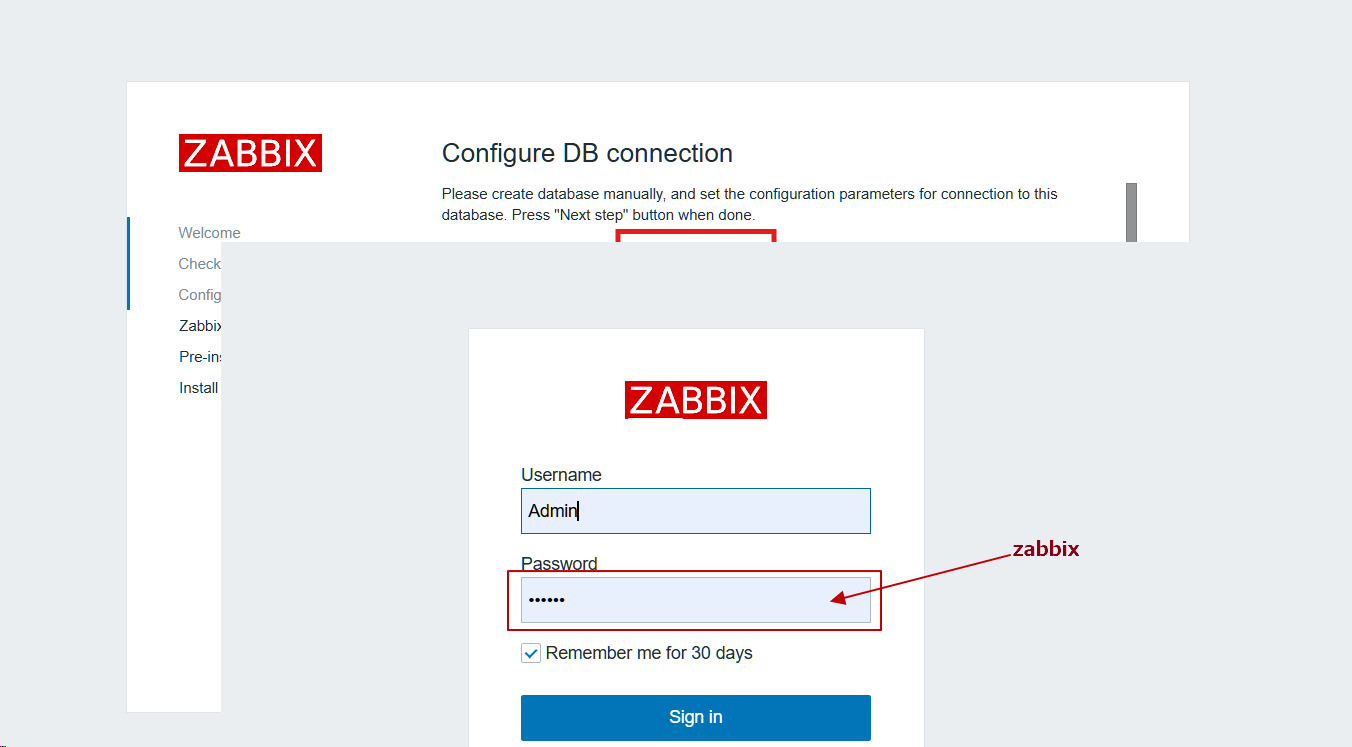 ZABBIX
Configure DB connection
Please create database manually, and set the configuration parameters for connection to this
database. Press "Next step" button when done.
Welcome
Check
Config
Zabbix
Pre-ins
Install
ZABBIX
Username
Admin
Password
••••••
zabbix
Remember me for 30 days
Sign in